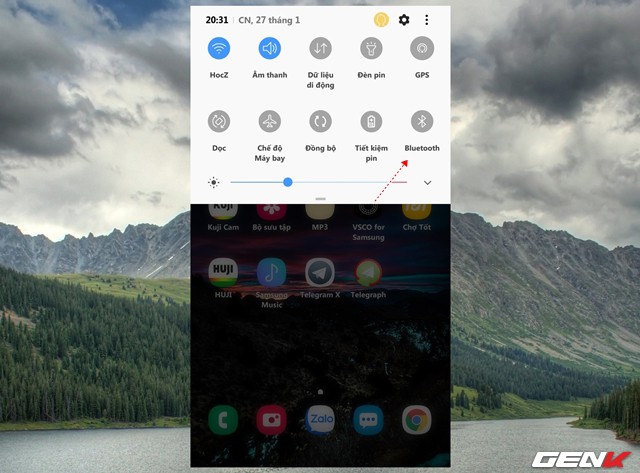 20:31 | CN, 27 tháng 1
HocZ
Âm thanh
Dữ liệu
di động
Đèn pin
GPS
Dọc
Chế độ
Máy bay
Đồng bộ
Tiết kiệm
pin
Bluetooth
Kuji Cam
Bộ sưu tập
MP3
VSCO for
Samsung
Chợ Tốt
HUJI
HUJI
Samsung
Music
Telegram X
Telegraph
Zalo
GENK